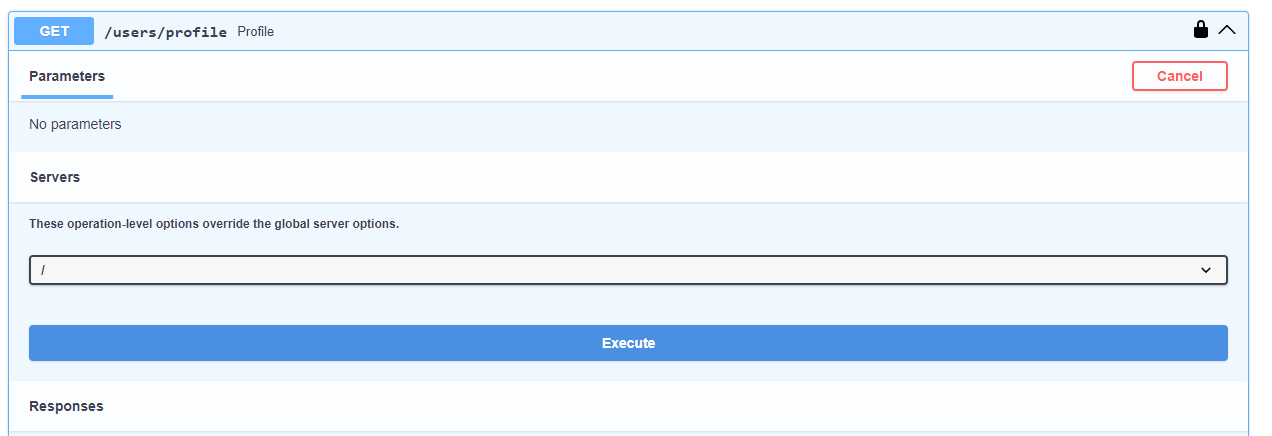 GET /users/profile Profile
Parameters Cancel
No parameters
Servers
These operation-level options override the global server options.
/
Execute
Responses